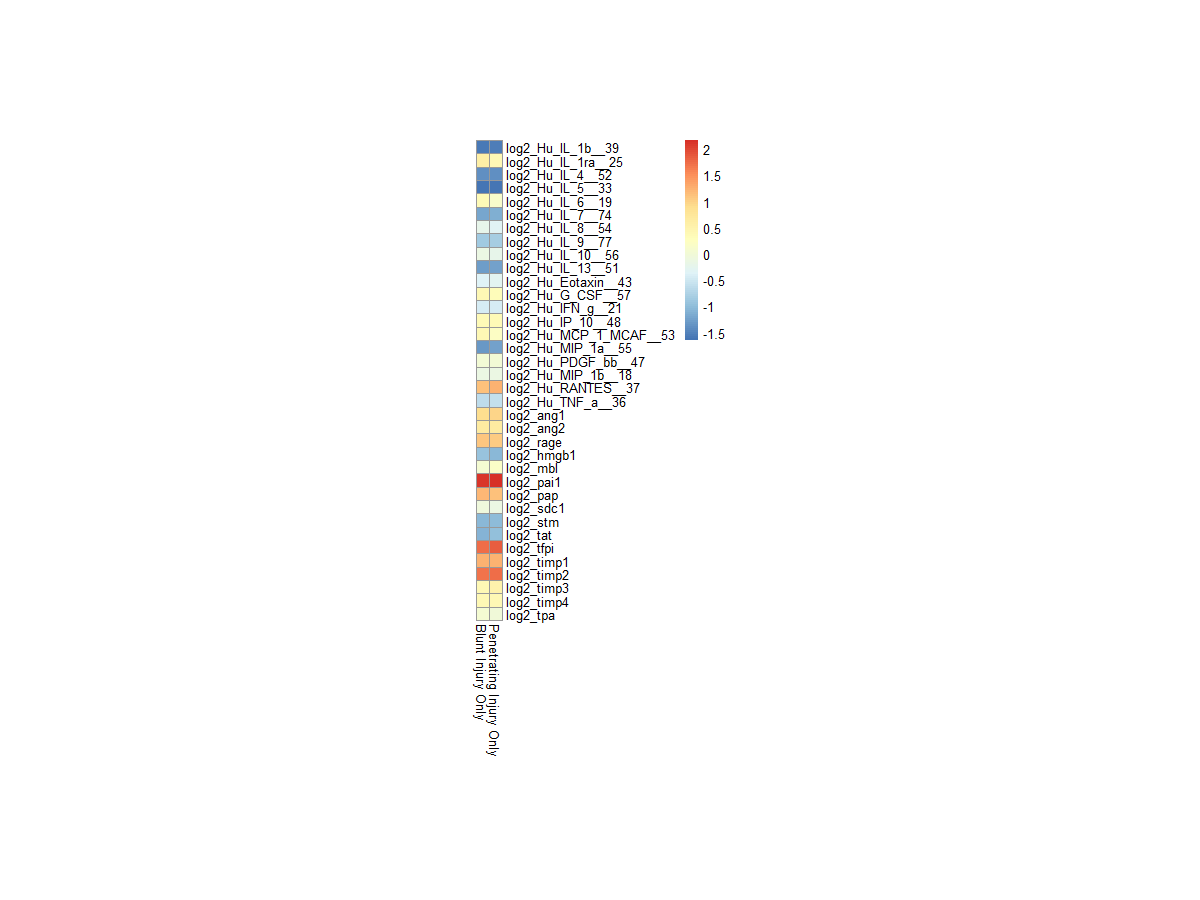 log2_Hu_IL_1b__39
log2_Hu_IL_1ra__25
log2_Hu_IL_4__52
log2_Hu_IL_5__33
log2_Hu_IL_6__19
log2_Hu_IL_7__74
log2_Hu_IL_8__54
log2_Hu_IL_9__77
log2_Hu_IL_10__56
log2_Hu_IL_13__51
log2_Hu_Eotaxin__43
log2_Hu_G_CSF__57
log2_Hu_IFN_g__21
log2_Hu_IP_10__48
log2_Hu_MCP_1_MCAF__53
log2_Hu_MIP_1a__55
log2_Hu_PDGF_bb__47
log2_Hu_MIP_1b__18
log2_Hu_RANTES__37
log2_Hu_TNF_a__36
log2_ang1
log2_ang2
log2_rage
log2_hmgb1
log2_mbl
log2_pai1
log2_pap
log2_sdc1
log2_stm
log2_tat
log2_tfpi
log2_timp1
log2_timp2
log2_timp3
log2_timp4
log2_tpa
2
1.5
1
0.5
0
-0.5
-1
-1.5
Blunt Injury Only
Penetrating Injury Only